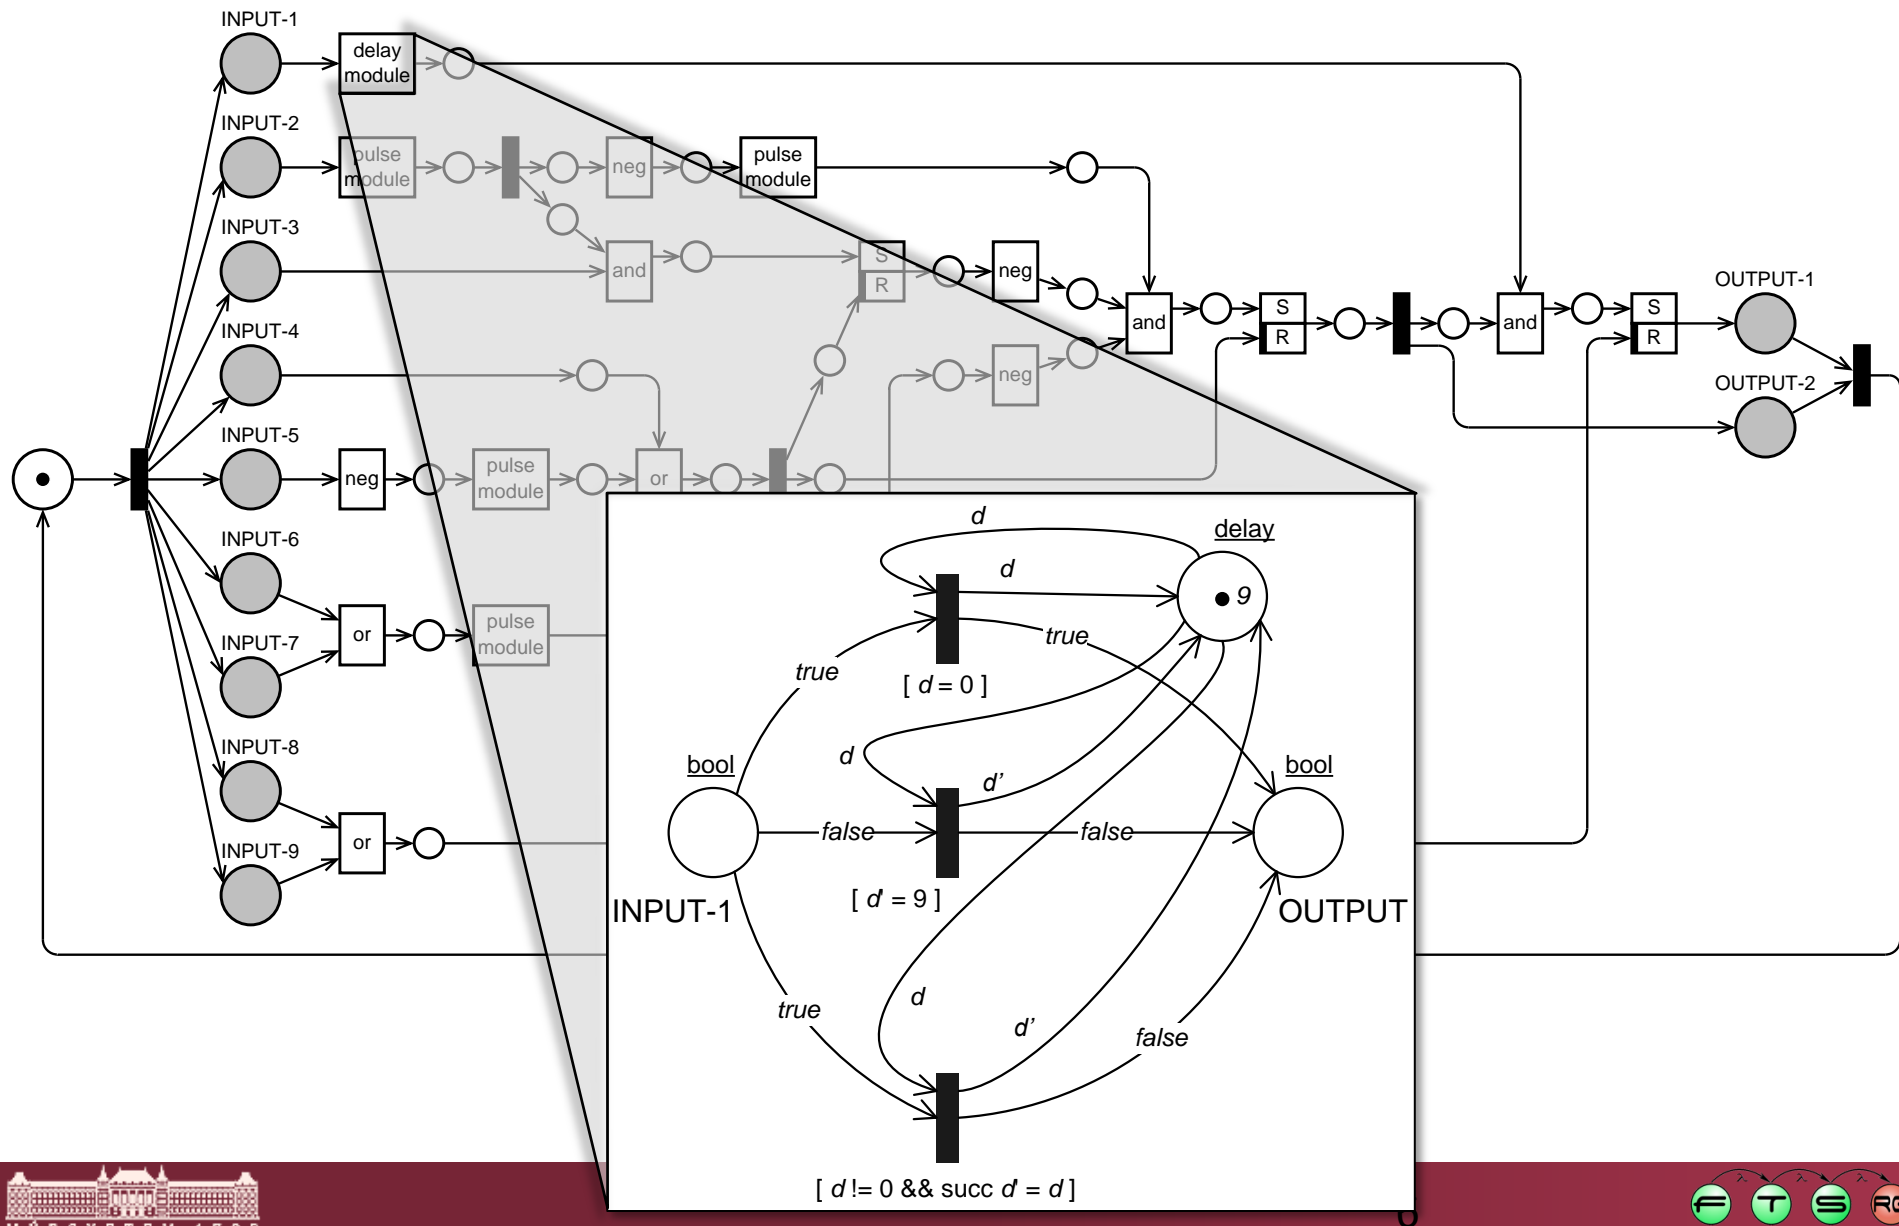 INPUT-1
delay
module
INPUT-2
pulse
module
neg
pulse
module
INPUT-3
and
S
R
neg
INPUT-4
and
S
R
and
S
R
OUTPUT-1
neg
OUTPUT-2
INPUT-5
neg
pulse
module
or
INPUT-6
INPUT-7
or
pulse
module
INPUT-8
INPUT-9
or
d
delay
d
9
true
true
[ d = 0 ]
d
d'
bool
bool
false
false
[ d' = 9 ]
INPUT-1
OUTPUT
d
d'
true
false
[ d != 0 && succ d' = d ]
F
T
S
λ
λ
λ